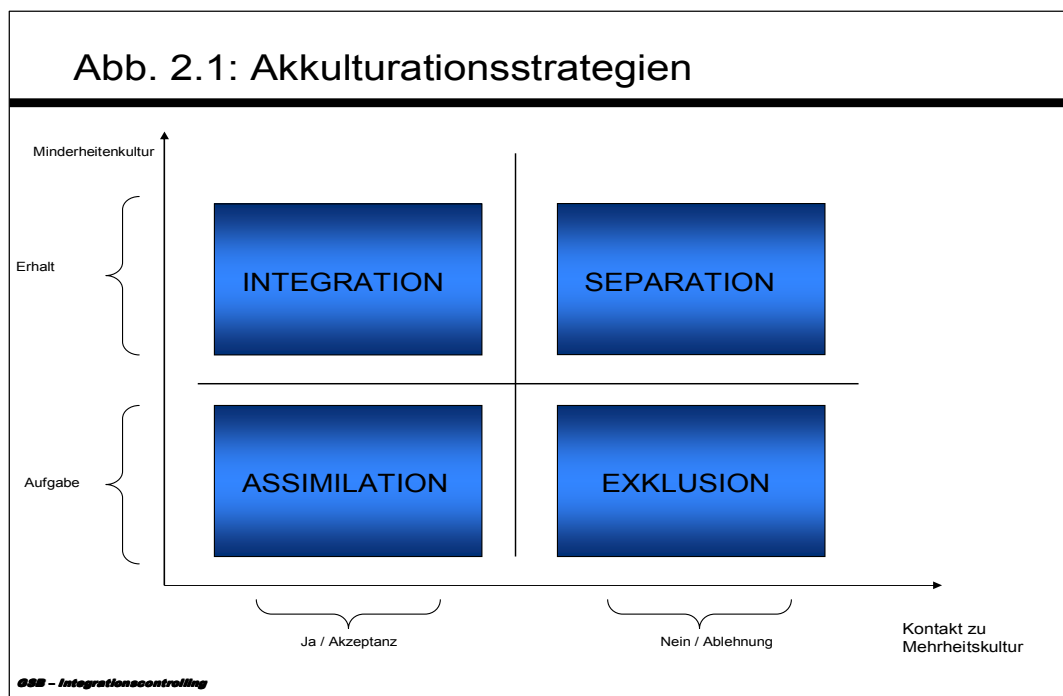 Abb. 2.1: Akkulturationsstrategien
Minderheitenkultur
Erhalt
INTEGRATION
SEPARATION
Aufgabe
ASSIMILATION
EXKLUSION
Ja / Akzeptanz
Nein / Ablehnung
Kontakt zu
Mehrheitskultur
GSB – Integrationscontrolling